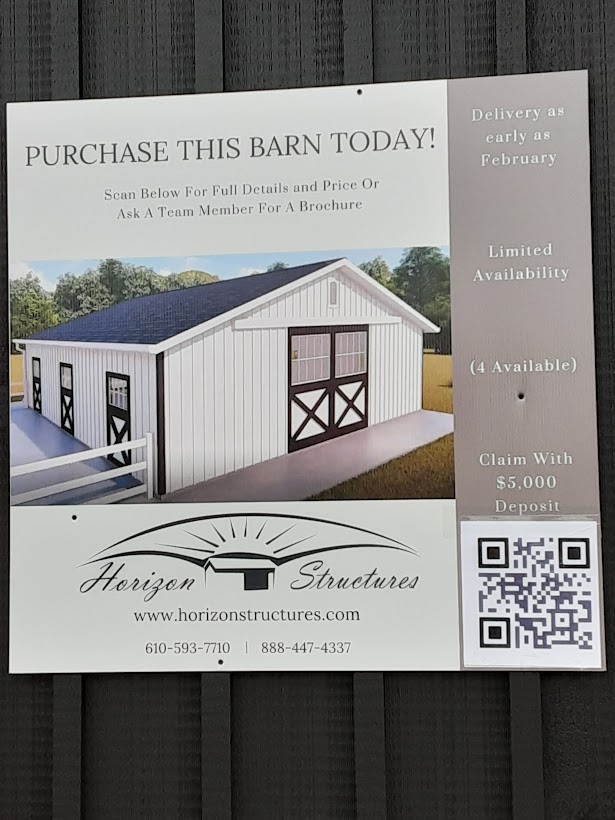 PURCHASE THIS BARN TODAY!
Scan Below For Full Details and Price Or
Ask A Team Member For A Brochure
Delivery as
early as
February
Limited
Availability
(4 Available)
Claim With
$5,000
Deposit
Horizon Structures
www.horizonstructures.com
610-593-7710 | 888-447-4337